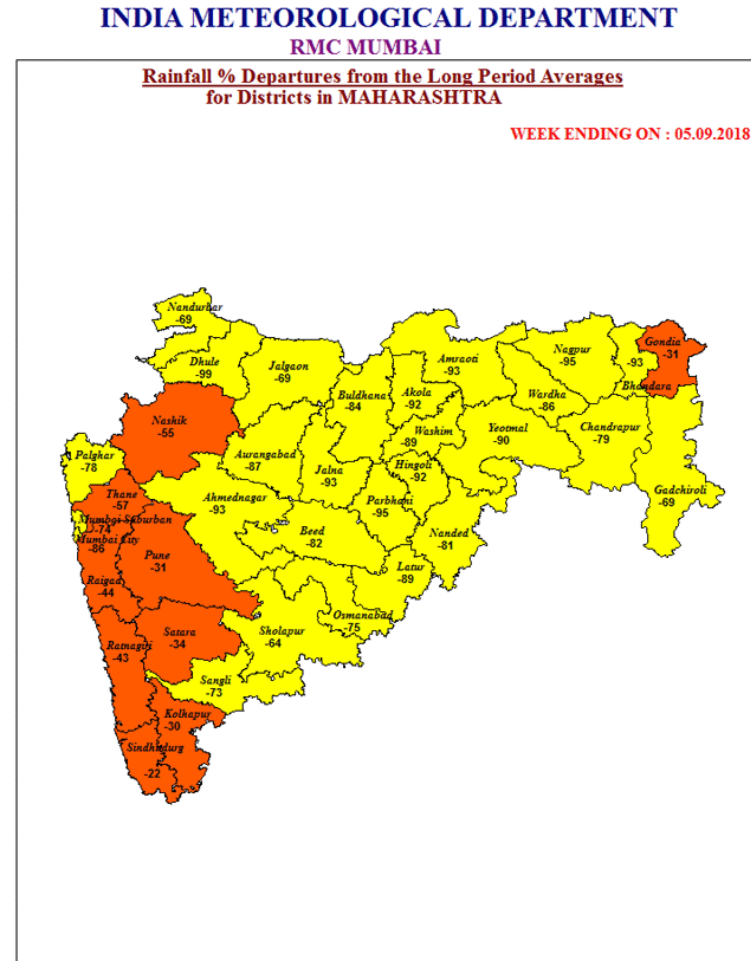 INDIA METEOROLOGICAL DEPARTMENT
RMC MUMBAI
Rainfall % Departures from the Long Period Averages
for Districts in MAHARASHTRA
WEEK ENDING ON : 05.09.2018
Nandurbar
-69
Dhule
-99
Jalgaon
-69
Buldhana
-84
Akola
-92
Amraoti
-93
Nagpur
-95
-93
Bhandara
Gondia
-31
Wardha
-86
Nashik
-55
Aurangabad
-87
Jalna
-93
Washim
-89
Hingoli
-92
Yeotmal
-90
Chandrapur
-79
Gadchiroli
-69
Palghar
-78
Thane
-57
Mumbai Suburban
-74
Mumbai City
-86
Ahmednagar
-93
Beed
-82
Parbhani
-95
Nanded
-81
Pune
-31
Raigad
-44
Latur
-89
Osmanabad
-75
Sholapur
-64
Satara
-34
Ratnagiri
-43
Sangli
-73
Kolhapur
-30
Sindhudurg
-22